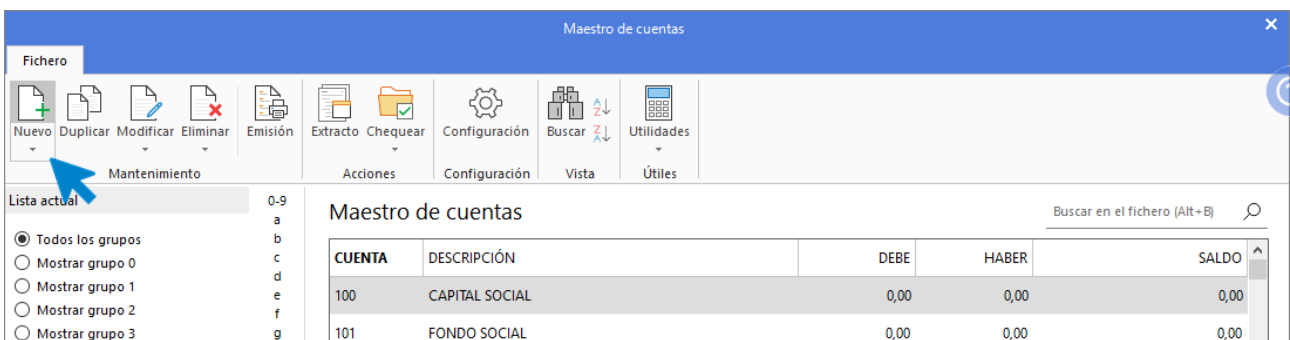 Maestro de cuentas
Fichero
Nuevo Duplicar Modificar Eliminar Emisión Extracto Chequear Configuración Buscar Utilidades
Mantenimiento Acciones Configuración Vista Útiles
Lista actual
Todos los grupos
Mostrar grupo 0
Mostrar grupo 1
Mostrar grupo 2
Mostrar grupo 3
0-9
a
b
c
d
e
f
g
Maestro de cuentas
Buscar en el fichero (Alt+B)
CUENTA DESCRIPCIÓN DEBE HABER SALDO
100 CAPITAL SOCIAL 0,00 0,00 0,00
101 FONDO SOCIAL 0,00 0,00 0,00